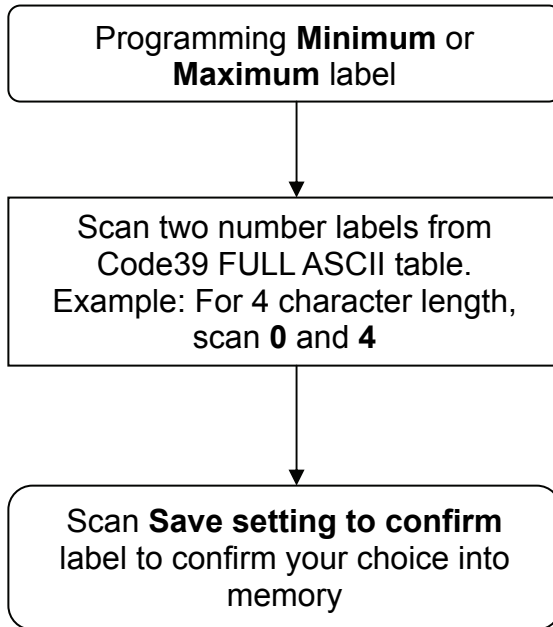 Programming Minimum or
Maximum label
Scan two number labels from
Code39 FULL ASCII table.
Example: For 4 character length,
scan 0 and 4
Scan Save setting to confirm
label to confirm your choice into
memory